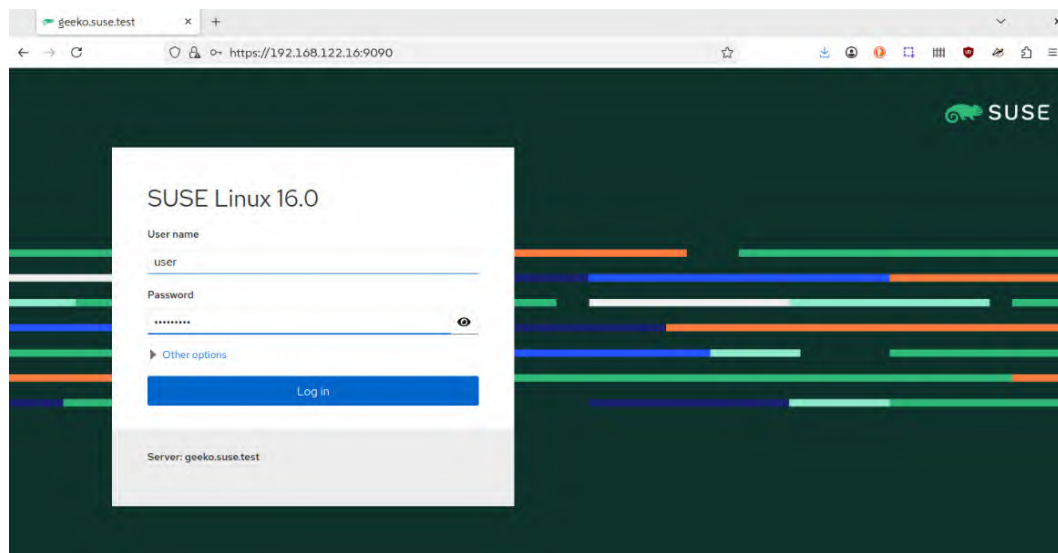 geeko.suse.test
https://192.168.122.16:9090
SUSE
SUSE Linux 16.0
User name
user
Password
•••••••••
Other options
Log in
Server: geeko.suse.test